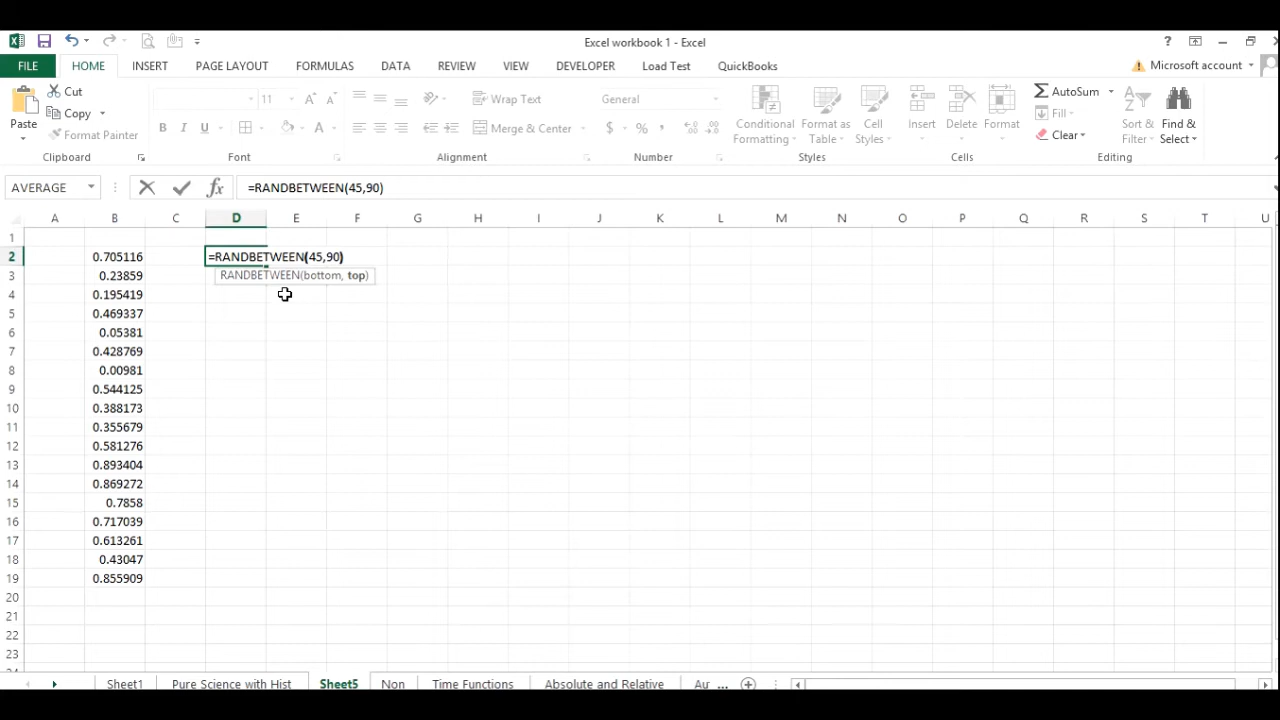 Excel workbook 1 - Excel
?
FILE HOME INSERT PAGE LAYOUT FORMULAS DATA REVIEW VIEW DEVELOPER Load Test QuickBooks Microsoft account
Paste Cut Copy Format Painter
Clipboard
11 A A B I U A
Font
Wrap Text Merge & Center
Alignment
General $ % , .00 .00
Number
Conditional Formatting Format as Table Cell Styles
Styles
Insert Delete Format
Cells
AutoSum Fill Clear Sort & Filter Find & Select
Editing
AVERAGE fx =RANDBETWEEN(45,90)
A B C D E F G H I J K L M N O P Q R S T U
1
2 0.705116 =RANDBETWEEN(45,90)
3 0.23859 RANDBETWEEN(bottom, top)
4 0.195419
5 0.469337
6 0.05381
7 0.428769
8 0.00981
9 0.544125
10 0.388173
11 0.355679
12 0.581276
13 0.893404
14 0.869272
15 0.7858
16 0.717039
17 0.613261
18 0.43047
19 0.855909
20
21
22
23
Sheet1 Pure Science with Hist Sheet5 Non Time Functions Absolute and Relative Au ...